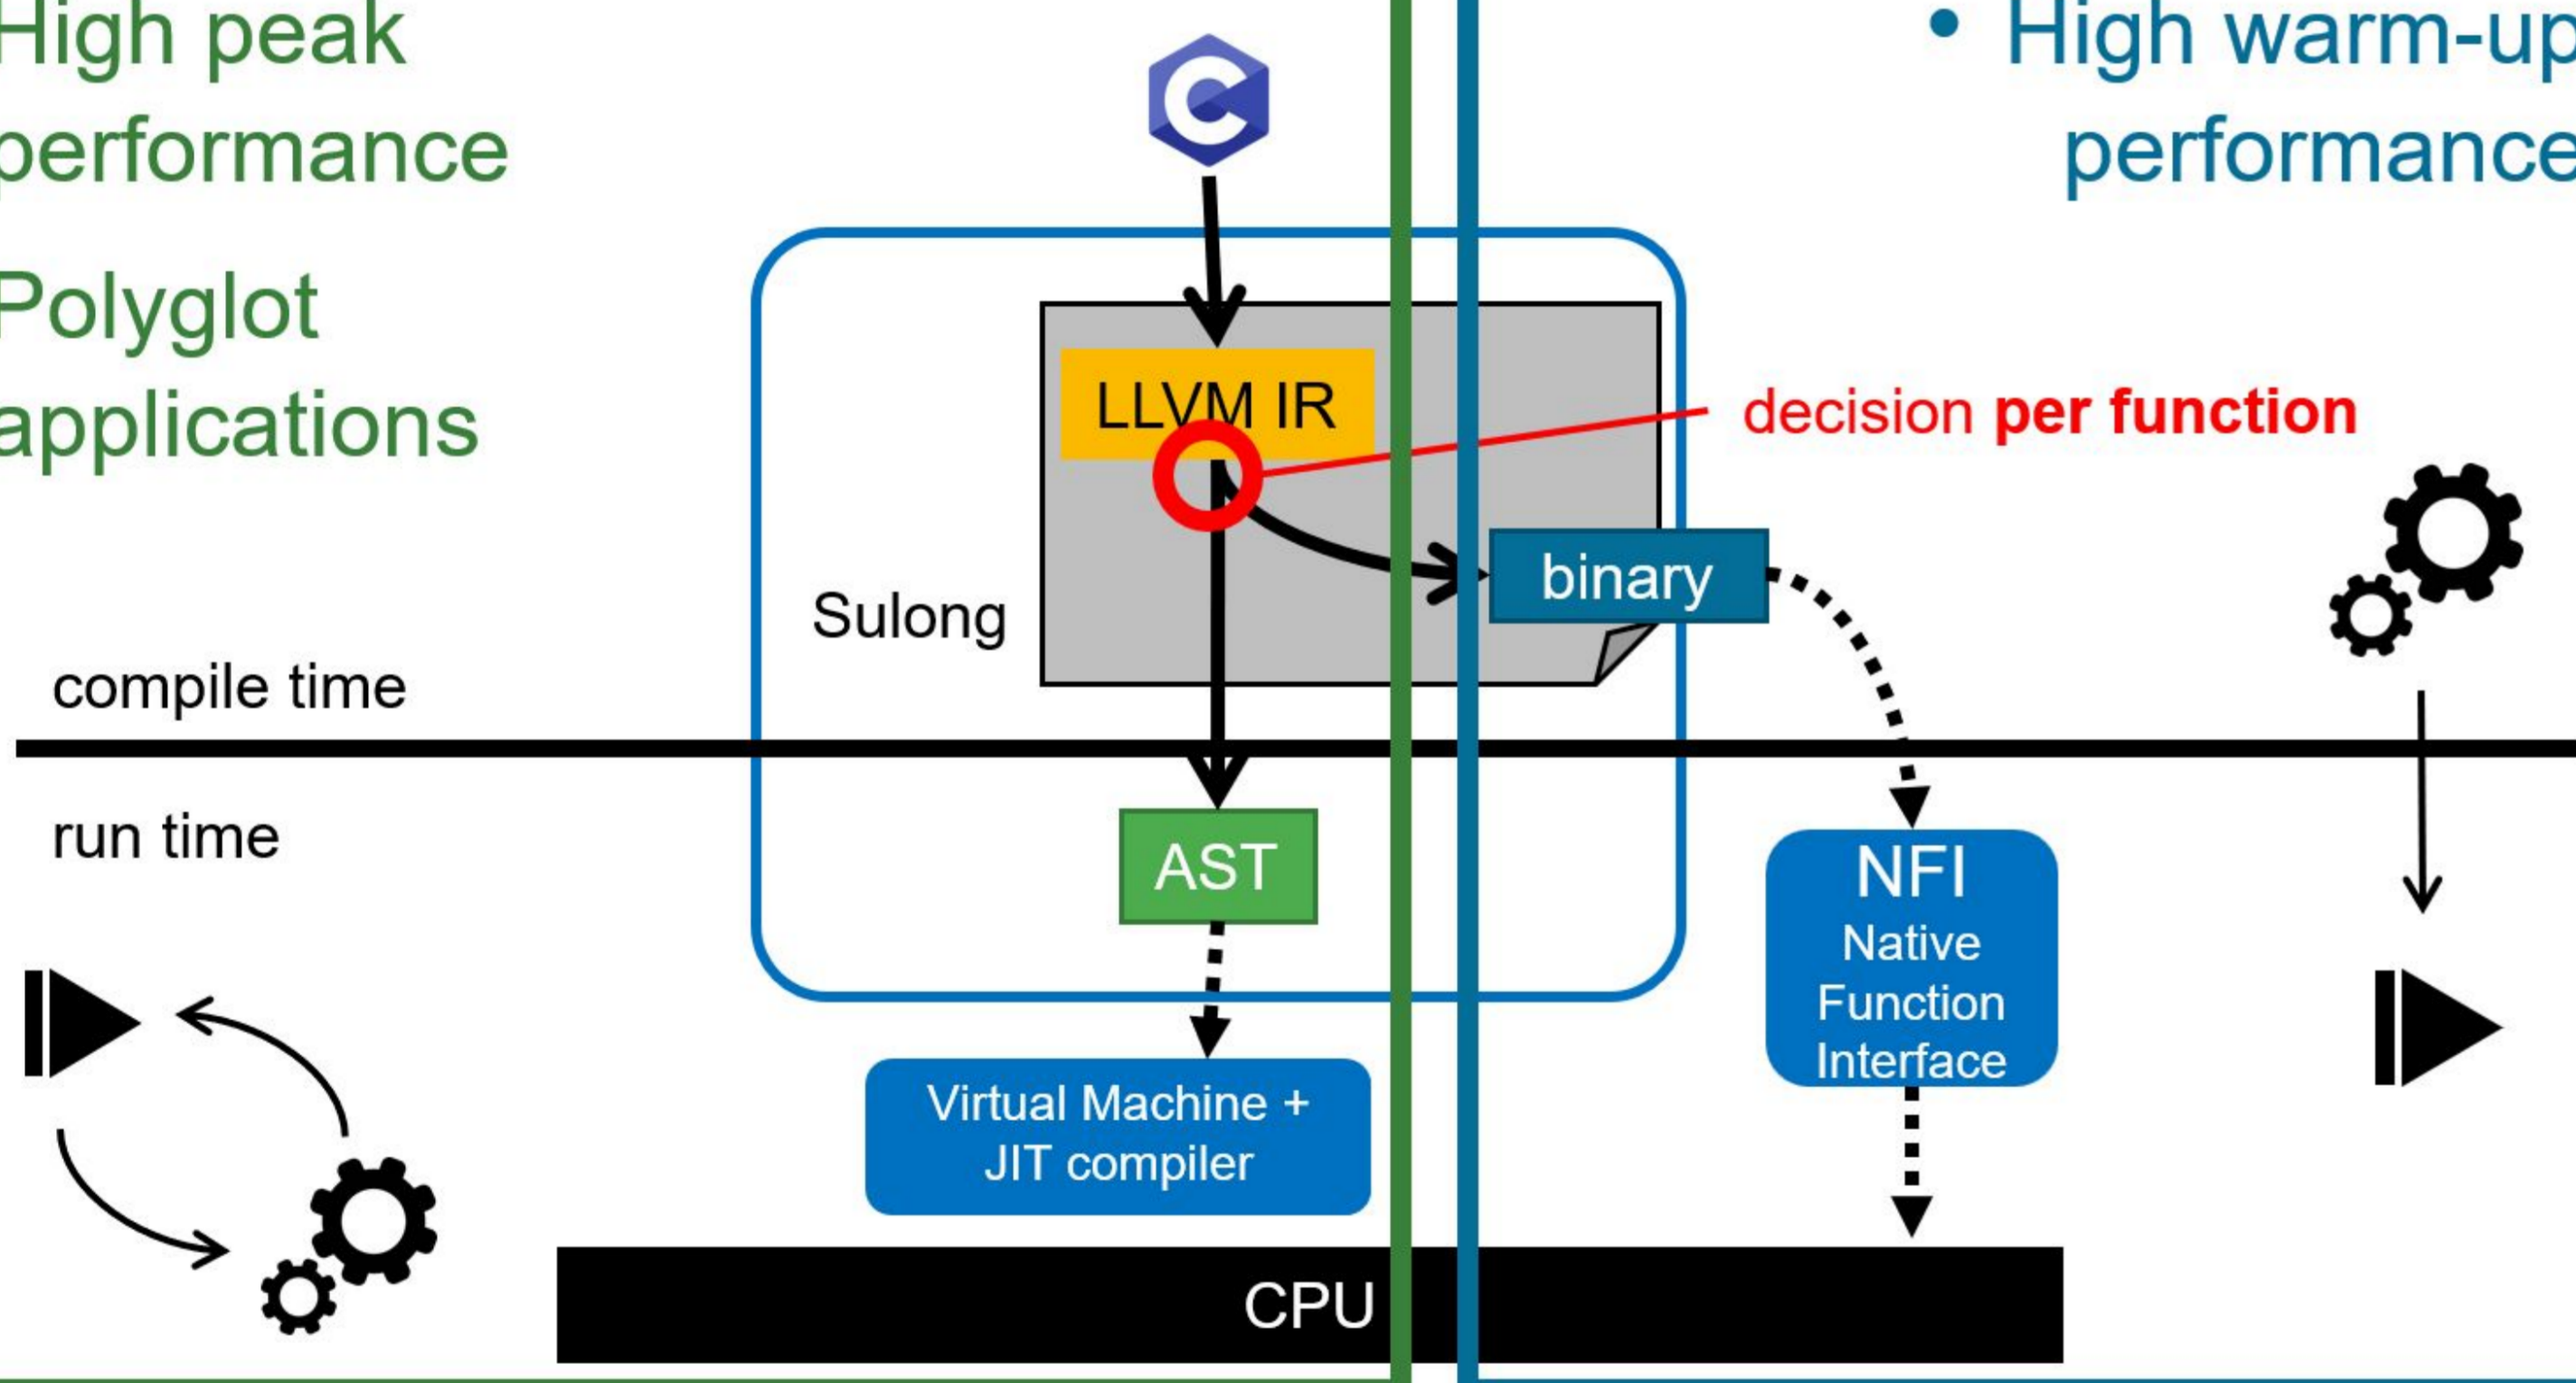 High peak
performance
Polyglot
applications
• High warm-up
performance
C
LLVM IR
decision per function
binary
Sulong
compile time
run time
AST
NFI
Native
Function
Interface
Virtual Machine +
JIT compiler
CPU